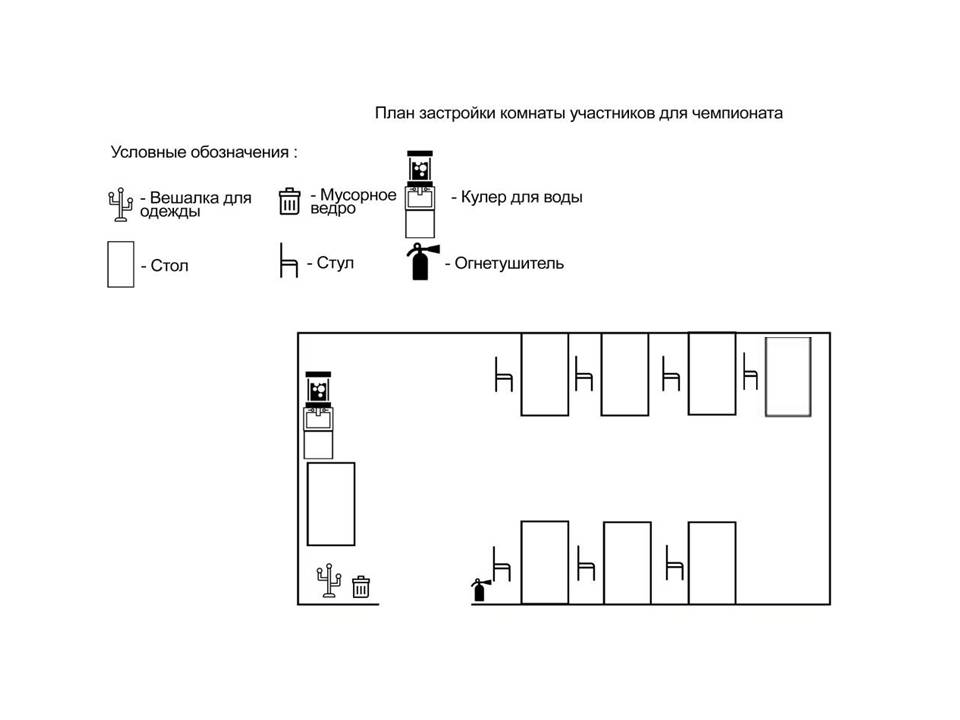 План застройки комнаты участников для чемпионата
Условные обозначения :
- Вешалка для
одежды
- Мусорное
ведро
- Кулер для воды
- Стол
- Стул
- Огнетушитель